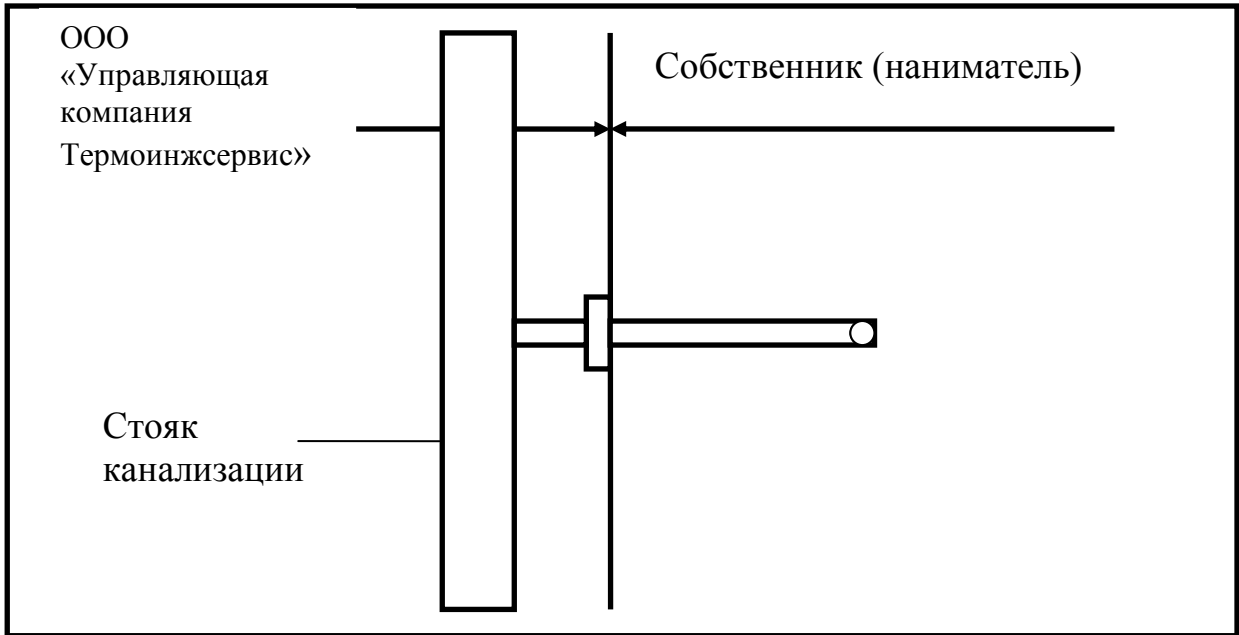 ООО
«Управляющая
компания
Термоинжсервис»
Собственник (наниматель)
Стояк
канализации